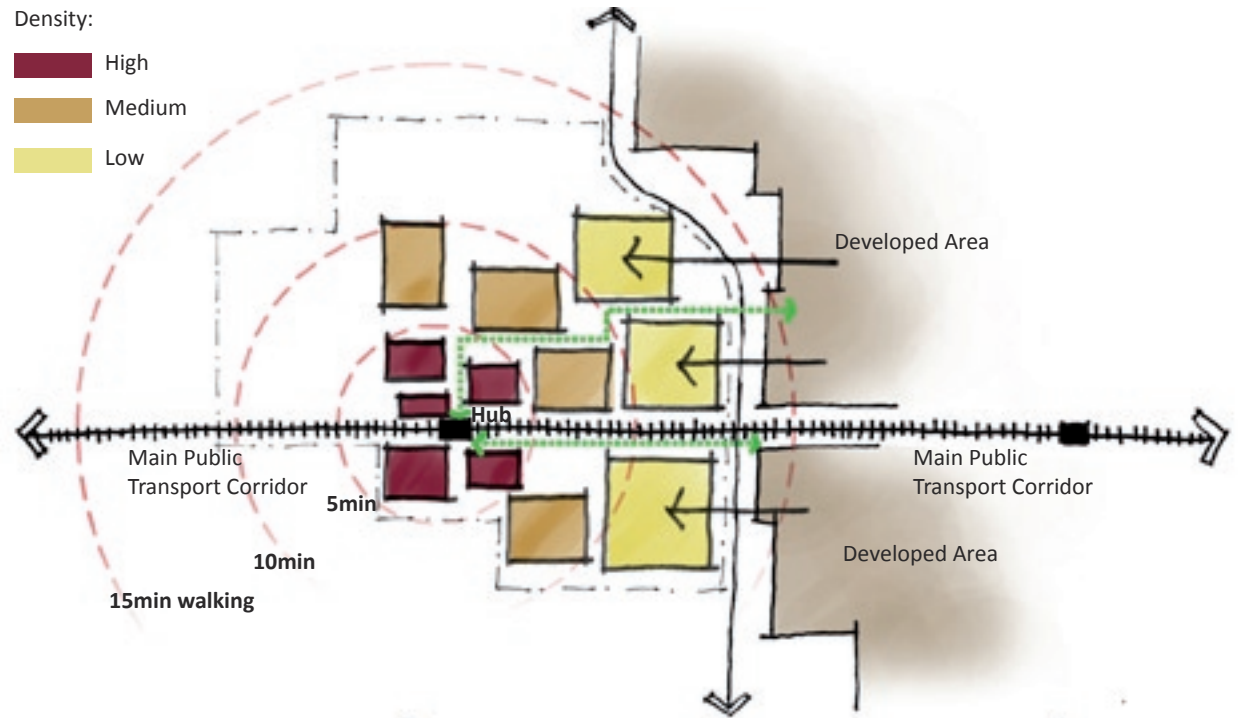 Density:
High
Medium
Low
Developed Area
Hub
Main Public
Transport Corridor
Main Public
Transport Corridor
5min
10min
Developed Area
15min walking